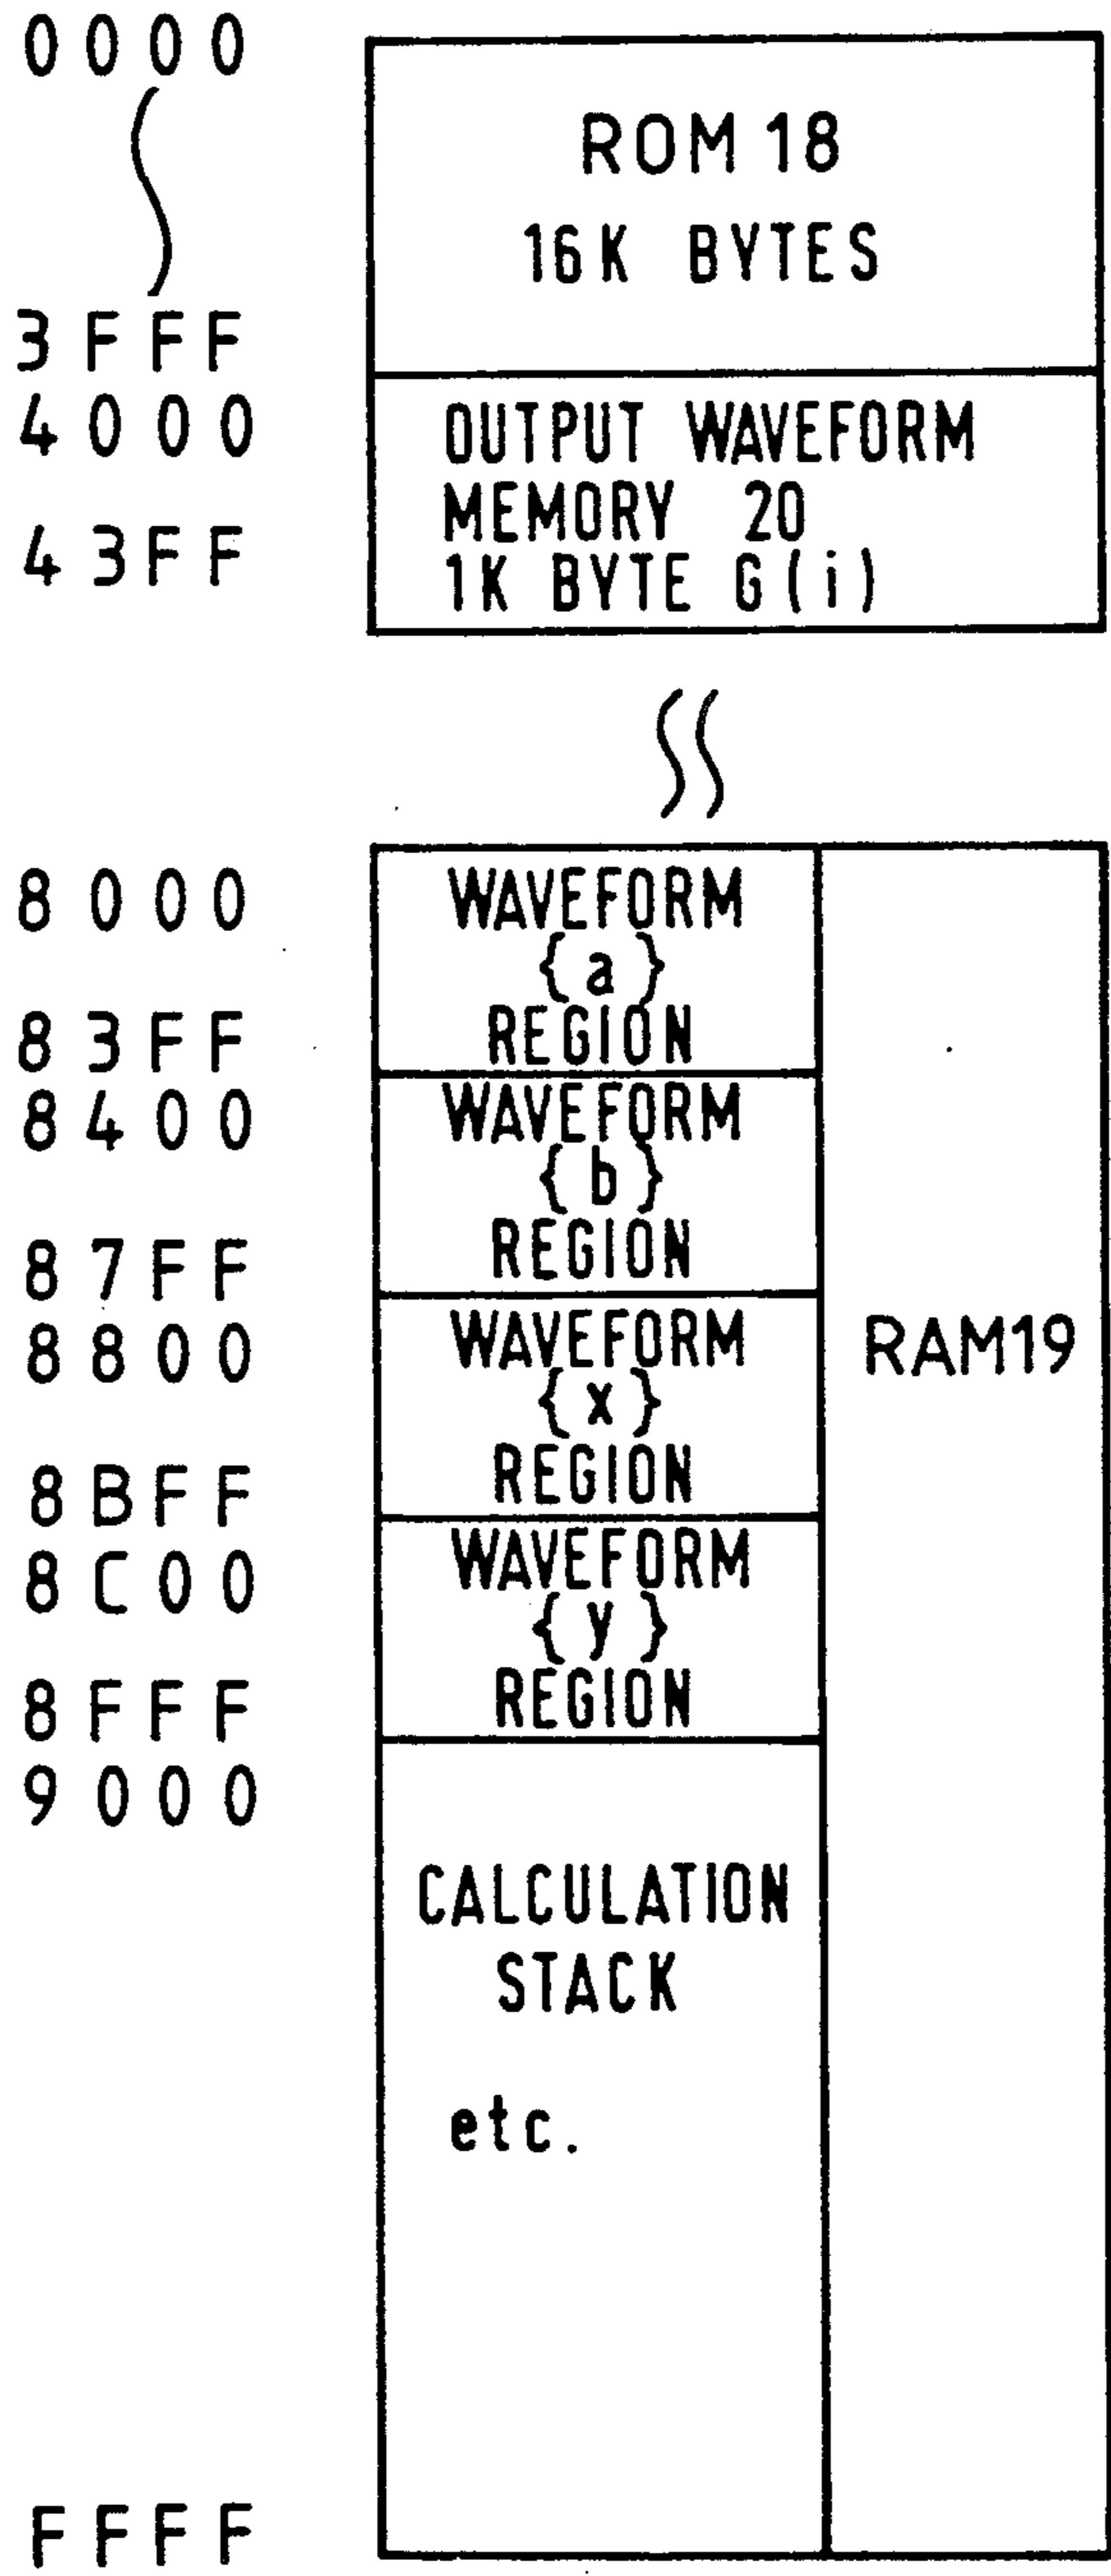 0000
ROM 18
16K BYTES
3FFF
4000
OUTPUT WAVEFORM
MEMORY 20
43FF
1K BYTE G(i)
8000
WAVEFORM
{a}
83FF
REGION
8400
WAVEFORM
{b}
87FF
REGION
8800
WAVEFORM
RAM19
{x}
8BFF
REGION
8C00
WAVEFORM
{y}
8FFF
REGION
9000
CALCULATION
STACK
etc.
FFFF